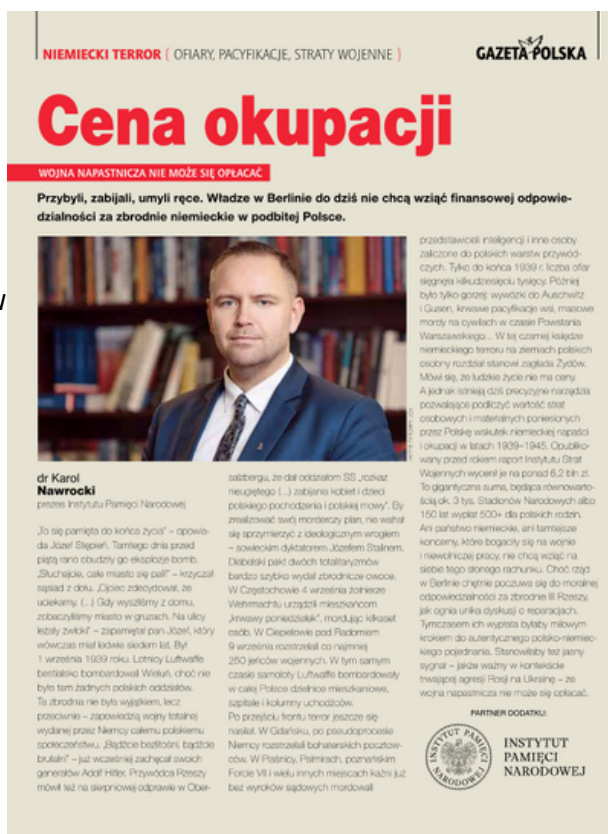 NIEMIECKI TERROR { OFIARY, PACYFIKACJE, STRATY WOJENNE }
GAZETA POLSKA
Cena okupacji
WOJNA NAPASTNICZA NIE MOŻE SIĘ OPŁACAĆ
Przybyli, zabijali, umyli ręce. Władze w Berlinie do dziś nie chcą wziąć finansowej odpowie-
dzialności za zbrodnie niemieckie w podbitej Polsce.
dr Karol
Nawrocki
prezes Instytutu Pamięci Narodowej
„To się pamięta do końca życia” – opowia-
da Józef Stępień. Tamtego dnia przed
piątą rano obudziły go eksplozje bomb.
„Słuchajcie, całe miasto się pali!” – krzyczał
sąsiad z dołu. „Ojciec zdecydował, że
uciekamy. (...) Gdy wyszliśmy z domu,
zobaczyliśmy miasto w gruzach. Na ulicy
leżały zwłoki” – zapamiętał pan Józef, który
wówczas miał ledwie siedem lat. Był
1 września 1939 roku. Lotnicy Luftwaffe
bestialsko bombardowali Wieluń, choć nie
było tam żadnych polskich oddziałów.
Ta zbrodnia nie była wyjątkiem, lecz
przeciwnie – zapowiedzią wojny totalnej
wydanej przez Niemcy całemu polskiemu
społeczeństwu. „Bądźcie bezlitośni, bądźcie
brutalni” – już wcześniej zachęcał swoich
generałów Adolf Hitler. Przywódca Rzeszy
mówił też na sierpniowej odprawie w Ober-
salzbergu, że dał oddziałom SS „rozkaz
nieugiętego (...) zabijania kobiet i dzieci
polskiego pochodzenia i polskiej mowy”. By
zrealizować swój morderczy plan, nie wahał
się sprzymierzyć z ideologicznym wrogiem
– sowieckim dyktatorem Józefem Stalinem.
Diabelski pakt dwóch totalitaryzmów
bardzo szybko wydał zbrodnicze owoce.
W Częstochowie 4 września żołnierze
Wehrmachtu urządzili mieszkańcom
„krwawy poniedziałek”, mordując kilkaset
osób. W Ciepielowie pod Radomiem
9 września rozstrzelali co najmniej
250 jeńców wojennych. W tym samym
czasie samoloty Luftwaffe bombardowały
w całej Polsce dzielnice mieszkaniowe,
szpitale i kolumny uchodźców.
Po przejściu frontu terror jeszcze się
nasilał. W Gdańsku, po pseudoprocesie
Niemcy rozstrzelali bohaterskich pocztow-
ców. W Piaśnicy, Palmirach, poznańskim
Forcie VII i wielu innych miejscach kaźni już
bez wyroków sądowych mordowali
przedstawicieli inteligencji i inne osoby
zaliczone do polskich warstw przywód-
czych. Tylko do końca 1939 r. liczba ofiar
sięgnęła kilkudziesięciu tysięcy. Później
było tylko gorzej: wywózki do Auschwitz
i Gusen, krwawe pacyfikacje wsi, masowe
mordy na cywilach w czasie Powstania
Warszawskiego... W tej czarnej księdze
niemieckiego terroru na ziemiach polskich
osobny rozdział stanowi zagłada Żydów.
Mówi się, że ludzkie życie nie ma ceny.
A jednak istnieją dziś precyzyjne narzędzia
pozwalające podliczyć wartość strat
osobowych i materialnych poniesionych
przez Polskę wskutek niemieckiej napaści
i okupacji w latach 1939–1945. Opubliko-
wany przed rokiem raport Instytutu Strat
Wojennych wycenił je na ponad 6,2 bln zł.
To gigantyczna suma, będąca równowarto-
ścią ok. 3 tys. Stadionów Narodowych albo
150 lat wypłat 500+ dla polskich rodzin.
Ani państwo niemieckie, ani tamtejsze
koncerny, które bogaciły się na wojnie
i niewolniczej pracy, nie chcą wziąć na
siebie tego słonego rachunku. Choć rząd
w Berlinie chętnie poczuwa się do moralnej
odpowiedzialności za zbrodnie III Rzeszy,
jak ognia unika dyskusji o reparacjach.
Tymczasem ich wypłata byłaby milowym
krokiem do autentycznego polsko-niemiec-
kiego pojednania. Stanowiłaby też jasny
sygnał – jakże ważny w kontekście
trwającej agresji Rosji na Ukrainę – że
wojna napastnicza nie może się opłacać.
PARTNER DODATKU:
INSTYTUT PAMIĘCI NARODOWEJ
INSTYTUT
PAMIĘCI
NARODOWEJ